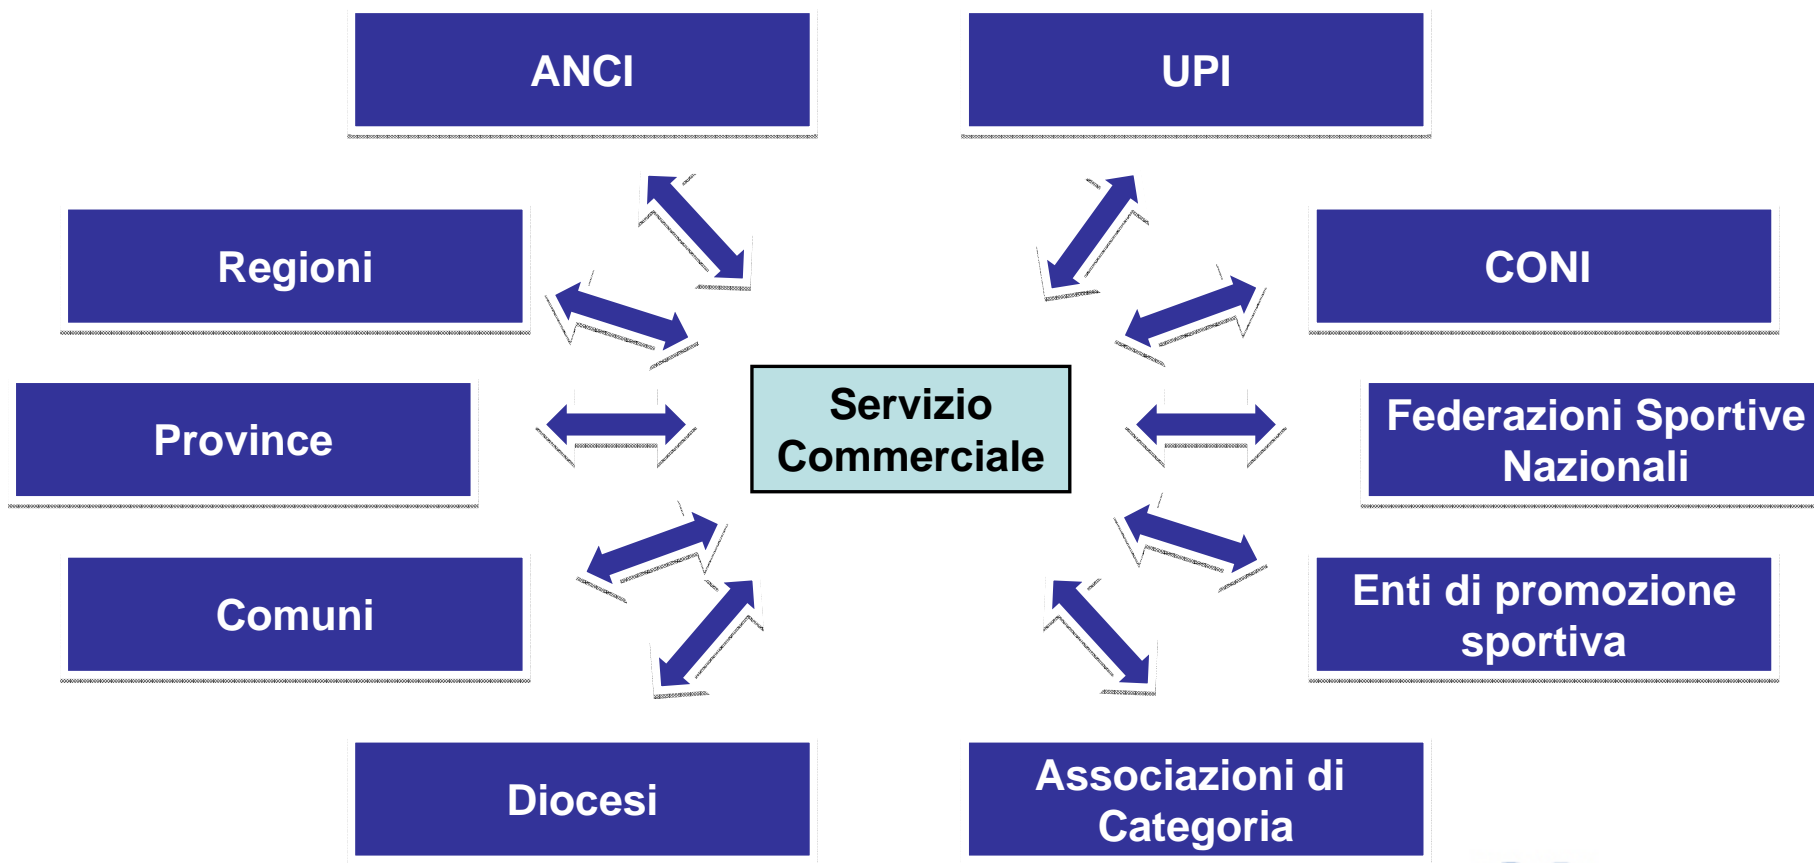 ANCI
UPI
Regioni
CONI
Servizio
Commerciale
Province
Federazioni Sportive
Nazionali
Comuni
Enti di promozione
sportiva
Diocesi
Associazioni di
Categoria